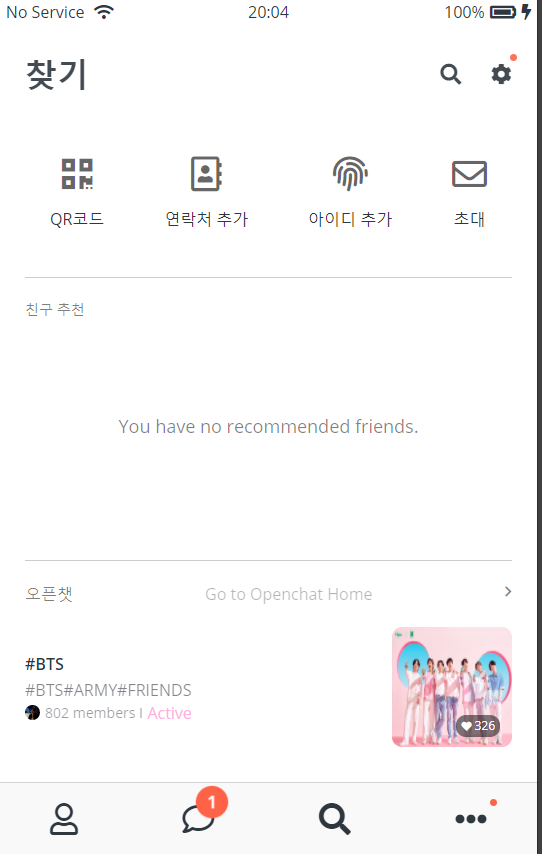 No Service 20:04 100%
찾기
QR코드 연락처 추가 아이디 추가 초대
친구 추천
You have no recommended friends.
오픈챗 Go to Openchat Home
#BTS
#BTS#ARMY#FRIENDS
802 members I Active
326
1